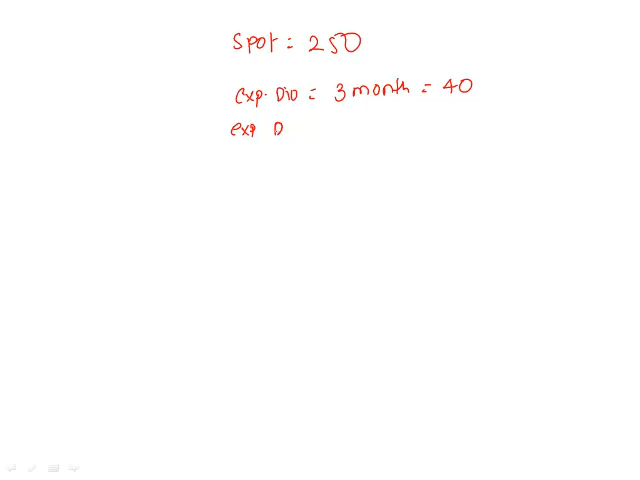 Spot = 250
exp. Div = 3 month = 40
exp D